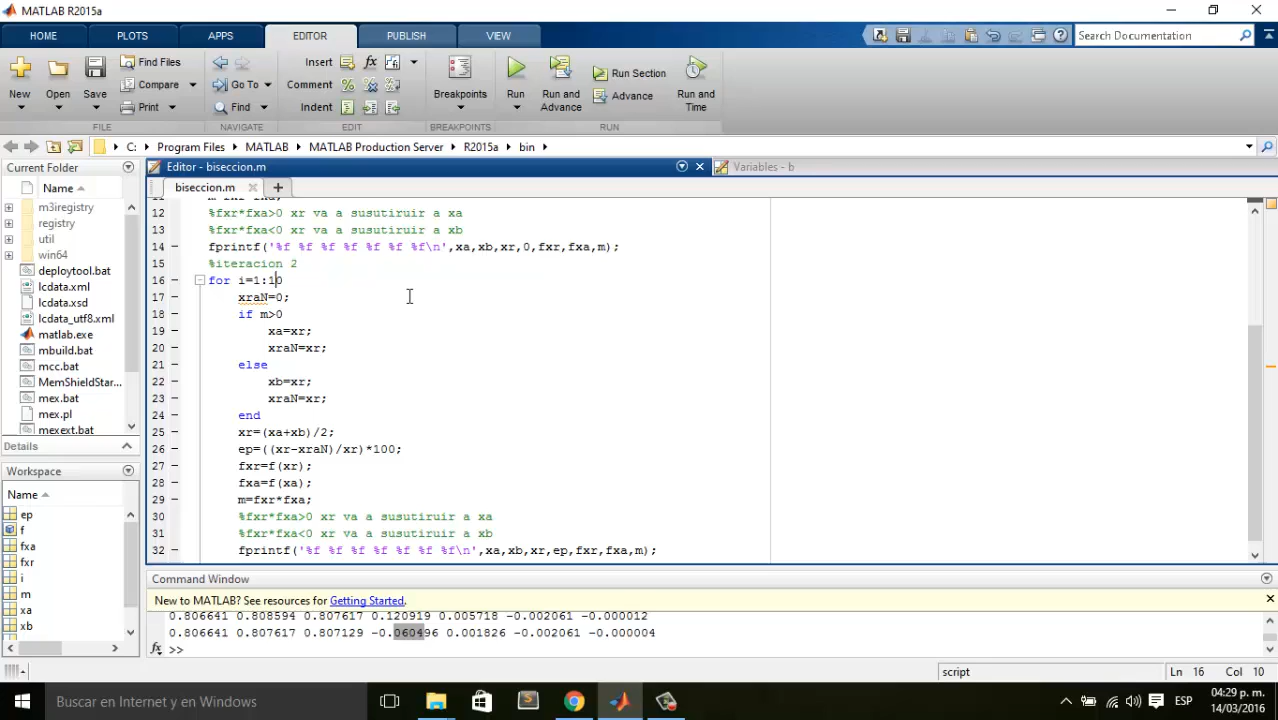 MATLAB R2015a
HOME PLOTS APPS EDITOR PUBLISH VIEW Search Documentation
New Open Save Find Files Compare Print
Go To Find
Insert fx Comment % Indent
Breakpoints Run Run and Advance Run Section Advance Run and Time
FILE NAVIGATE EDIT BREAKPOINTS RUN
C: Program Files MATLAB MATLAB Production Server R2015a bin
Current Folder
Name
m3iregistry
registry
util
win64
deploytool.bat
lcdata.xml
lcdata.xsd
lcdata_utf8.xml
matlab.exe
mbuild.bat
mcc.bat
MemShieldStar...
mex.bat
mex.pl
mexext.bat
Details
Workspace
Name
ep
f
fxa
fxr
i
m
xa
xb
Editor - biseccion.m Variables - b
biseccion.m +
12 %fxr*fxa>0 xr va a susutiruir a xa
13 %fxr*fxa<0 xr va a susutiruir a xb
14 – fprintf('%f %f %f %f %f %f %f\n',xa,xb,xr,0,fxr,fxa,m);
15 %iteracion 2
16 – for i=1:10
17 – xraN=0;
18 – if m>0
19 – xa=xr;
20 – xraN=xr;
21 – else
22 – xb=xr;
23 – xraN=xr;
24 – end
25 – xr=(xa+xb)/2;
26 – ep=((xr-xraN)/xr)*100;
27 – fxr=f(xr);
28 – fxa=f(xa);
29 – m=fxr*fxa;
30 %fxr*fxa>0 xr va a susutiruir a xa
31 %fxr*fxa<0 xr va a susutiruir a xb
32 – fprintf('%f %f %f %f %f %f %f\n',xa,xb,xr,ep,fxr,fxa,m);
Command Window
New to MATLAB? See resources for Getting Started.
0.806641 0.808594 0.807617 0.120919 0.005718 -0.002061 -0.000012
0.806641 0.807617 0.807129 -0.060496 0.001826 -0.002061 -0.000004
fx >>
script Ln 16 Col 10
Buscar en Internet y en Windows
ESP
04:29 p. m.
14/03/2016